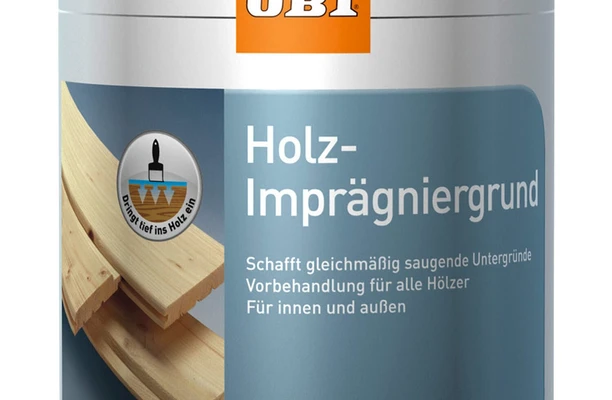 OBI
Holz-
Imprägniergrund
Dringt tief ins Holz ein
Schafft gleichmäßig saugende Untergründe
Vorbehandlung für alle Hölzer
Für innen und außen